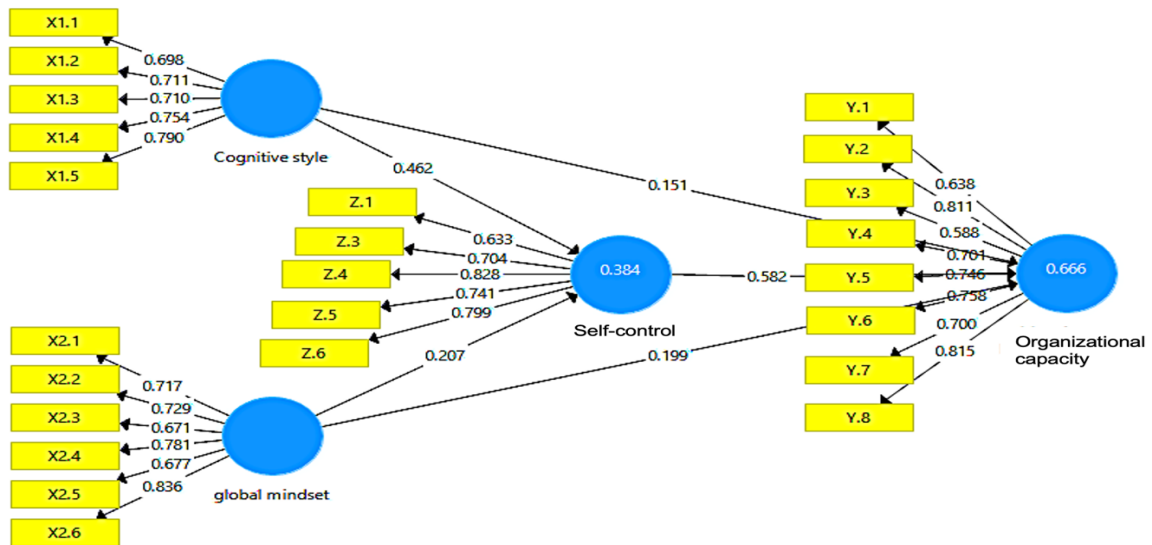 X1.1
X1.2
X1.3
X1.4
X1.5
0.698
0.711
0.710
0.754
0.790
Cognitive style
0.462
0.151
Z.1
Z.3
Z.4
Z.5
Z.6
0.633
0.704
0.828
0.741
0.799
0.384
Self-control
0.582
0.207
0.199
X2.1
X2.2
X2.3
X2.4
X2.5
X2.6
0.717
0.729
0.671
0.781
0.677
0.836
global mindset
Y.1
Y.2
Y.3
Y.4
Y.5
Y.6
Y.7
Y.8
0.638
0.811
0.588
0.701
0.746
0.758
0.700
0.815
0.666
Organizational
capacity